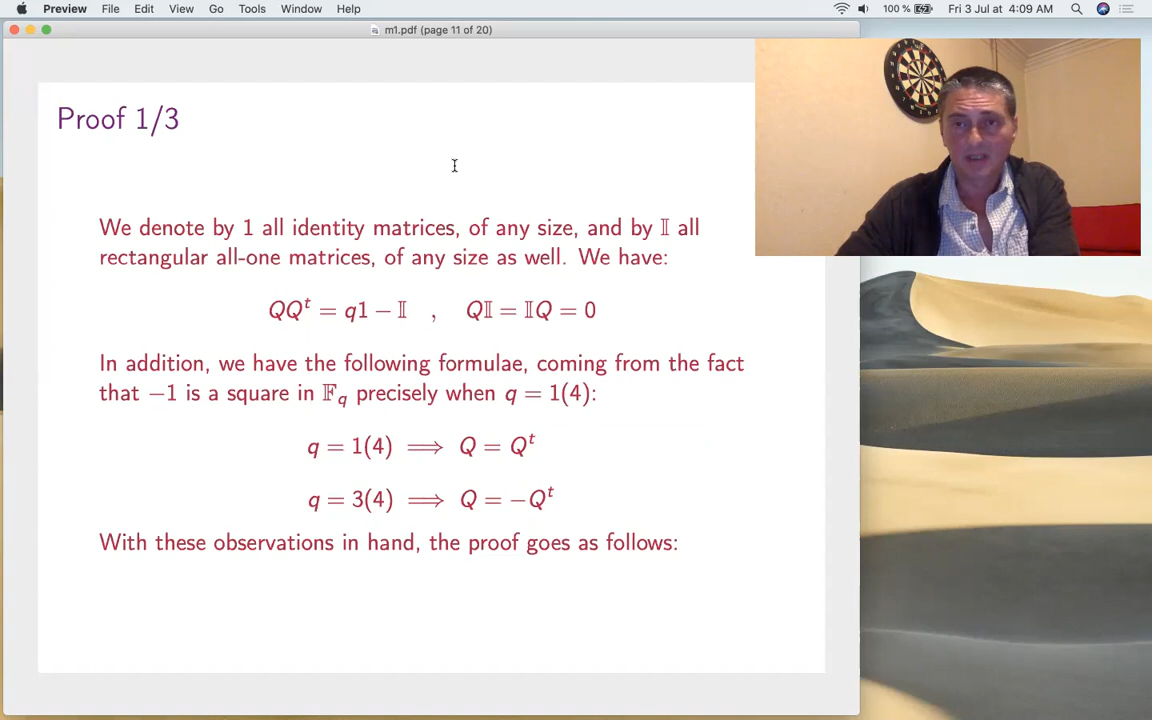 Preview File Edit View Go Tools Window Help 100 % Fri 3 Jul at 4:09 AM
m1.pdf (page 11 of 20)
Proof 1/3
We denote by 1 all identity matrices, of any size, and by 𝕀 all
rectangular all-one matrices, of any size as well. We have:
QQᵗ = q1 − 𝕀 , Q𝕀 = 𝕀Q = 0
In addition, we have the following formulae, coming from the fact
that −1 is a square in 𝔽_q precisely when q = 1(4):
q = 1(4) ⟹ Q = Qᵗ
q = 3(4) ⟹ Q = −Qᵗ
With these observations in hand, the proof goes as follows: